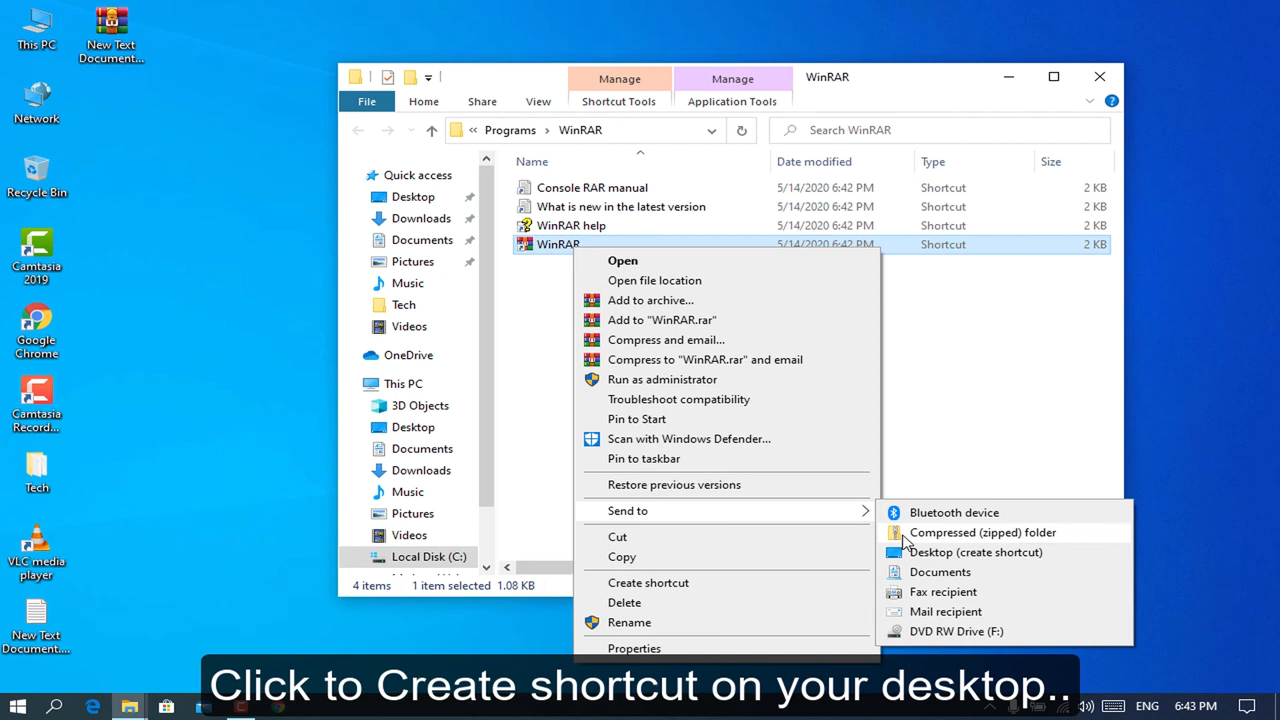 This PC
New Text
Document...
Network
Recycle Bin
Camtasia
2019
Google
Chrome
Camtasia
Record...
Tech
VLC media
player
New Text
Document....
Manage
Manage
WinRAR
File
Home
Share
View
Shortcut Tools
Application Tools
« Programs > WinRAR
Search WinRAR
Name
Date modified
Type
Size
Console RAR manual 5/14/2020 6:42 PM Shortcut 2 KB
What is new in the latest version 5/14/2020 6:42 PM Shortcut 2 KB
WinRAR help 5/14/2020 6:42 PM Shortcut 2 KB
WinRAR 5/14/2020 6:42 PM Shortcut 2 KB
Quick access
Desktop
Downloads
Documents
Pictures
Music
Tech
Videos
OneDrive
This PC
3D Objects
Desktop
Documents
Downloads
Music
Pictures
Videos
Local Disk (C:)
4 items 1 item selected 1.08 KB
Open
Open file location
Add to archive...
Add to "WinRAR.rar"
Compress and email...
Compress to "WinRAR.rar" and email
Run as administrator
Troubleshoot compatibility
Pin to Start
Scan with Windows Defender...
Pin to taskbar
Restore previous versions
Send to
Cut
Copy
Create shortcut
Delete
Rename
Properties
Bluetooth device
Compressed (zipped) folder
Desktop (create shortcut)
Documents
Fax recipient
Mail recipient
DVD RW Drive (F:)
Click to Create shortcut on your desktop..
ENG 6:43 PM